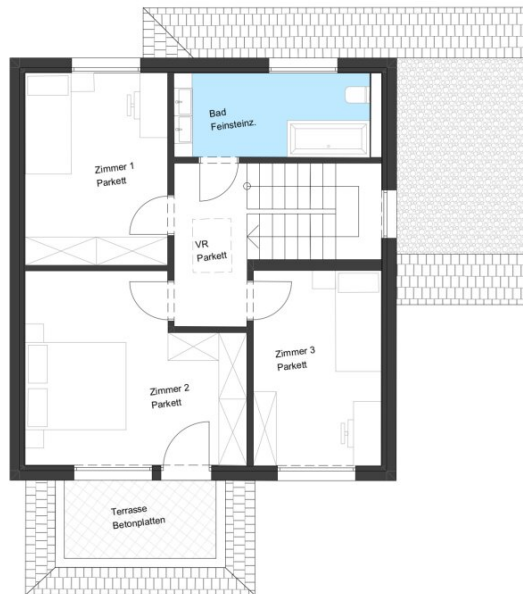 Bad
Feinsteinz.
Zimmer 1
Parkett
VR
Parkett
Zimmer 3
Parkett
Zimmer 2
Parkett
Terrasse
Betonplatten